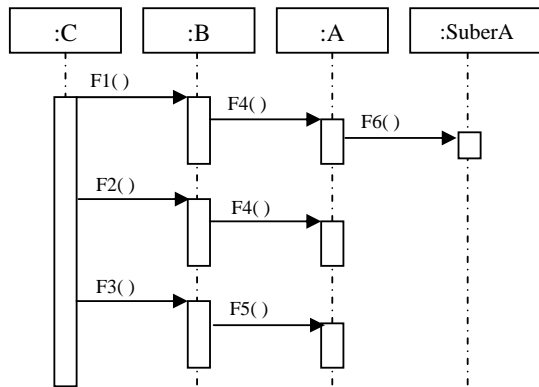 :C
:B
:A
:SuberA
F1( )
F4( )
F6( )
F2( )
F4( )
F3( )
F5( )